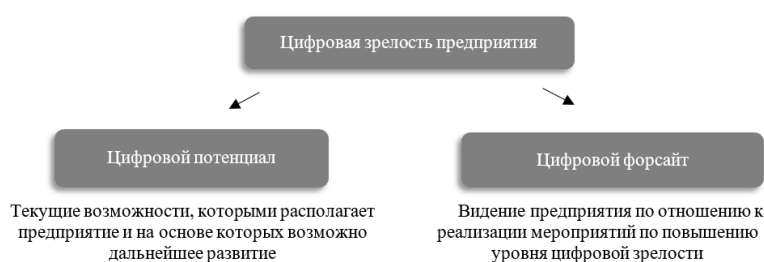 Цифровая зрелость предприятия
Цифровой потенциал
Текущие возможности, которыми располагает
предприятие и на основе которых возможно
дальнейшее развитие
Цифровой форсайт
Видение предприятия по отношению к
реализации мероприятий по повышению
уровня цифровой зрелости